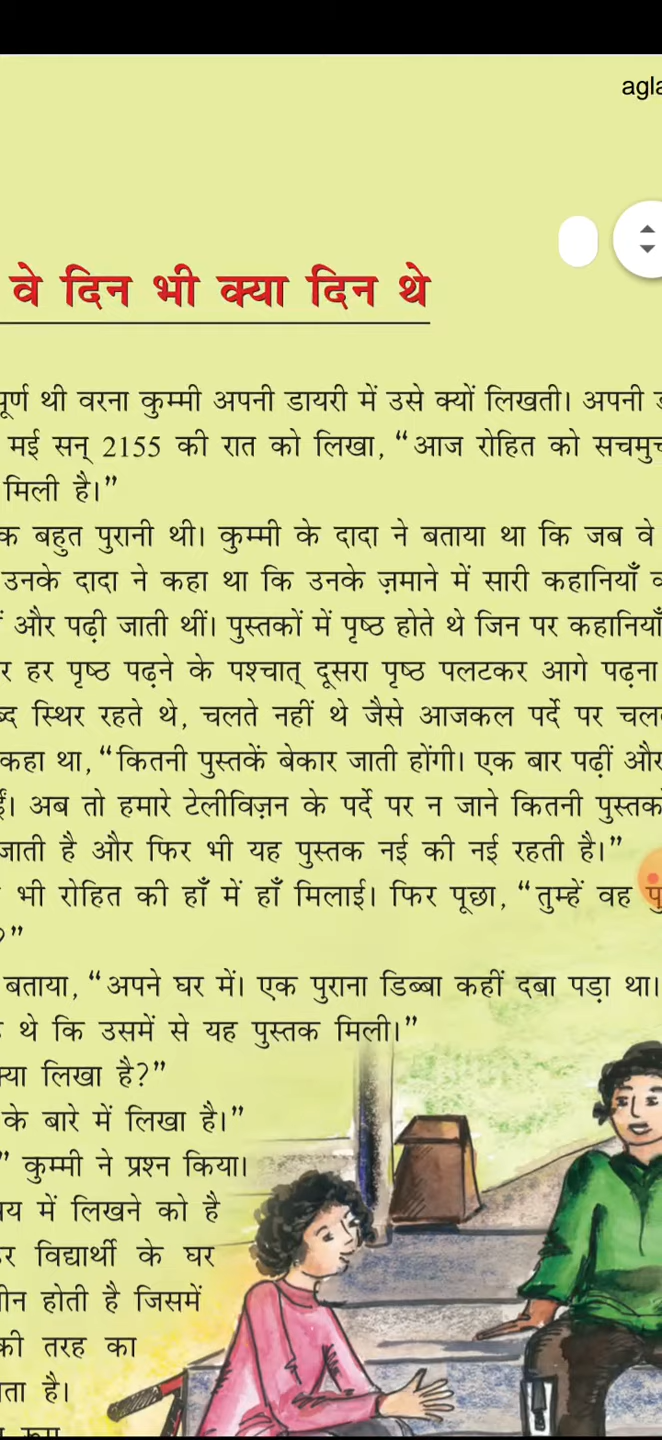 agla
वे दिन भी क्या दिन थे
पूर्ण थी वरना कुम्मी अपनी डायरी में उसे क्यों लिखती। अपनी
मई सन् 2155 की रात को लिखा, “आज रोहित को सचमुच
मिली है।”
क बहुत पुरानी थी। कुम्मी के दादा ने बताया था कि जब वे
उनके दादा ने कहा था कि उनके ज़माने में सारी कहानियाँ
और पढ़ी जाती थीं। पुस्तकों में पृष्ठ होते थे जिन पर कहानियाँ
र हर पृष्ठ पढ़ने के पश्चात् दूसरा पृष्ठ पलटकर आगे पढ़ना
ब्द स्थिर रहते थे, चलते नहीं थे जैसे आजकल पर्दे पर
कहा था, “कितनी पुस्तकें बेकार जाती होंगी। एक बार पढ़ीं और
अब तो हमारे टेलीविज़न के पर्दे पर न जाने कितनी पुस्तकों
जाती है और फिर भी यह पुस्तक नई की नई रहती है।”
भी रोहित की हाँ में हाँ मिलाई। फिर पूछा, “तुम्हें वह पु
?”
बताया, “अपने घर में। एक पुराना डिब्बा कहीं दबा पड़ा था।
थे कि उसमें से यह पुस्तक मिली।”
क्या लिखा है?”
के बारे में लिखा है।”
” कुम्मी ने प्रश्न किया।
षय में लिखने को है
विद्यार्थी के घर
ीन होती है जिसमें
की तरह का
ता है।